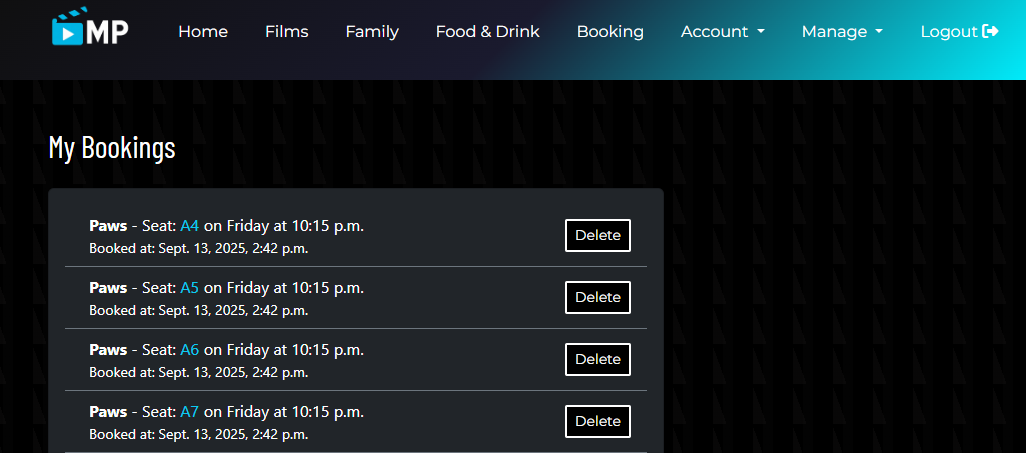 MP
Home Films Family Food & Drink Booking Account Manage Logout
My Bookings
Paws - Seat: A4 on Friday at 10:15 p.m.
Delete
Booked at: Sept. 13, 2025, 2:42 p.m.
Paws - Seat: A5 on Friday at 10:15 p.m.
Delete
Booked at: Sept. 13, 2025, 2:42 p.m.
Paws - Seat: A6 on Friday at 10:15 p.m.
Delete
Booked at: Sept. 13, 2025, 2:42 p.m.
Paws - Seat: A7 on Friday at 10:15 p.m.
Delete
Booked at: Sept. 13, 2025, 2:42 p.m.